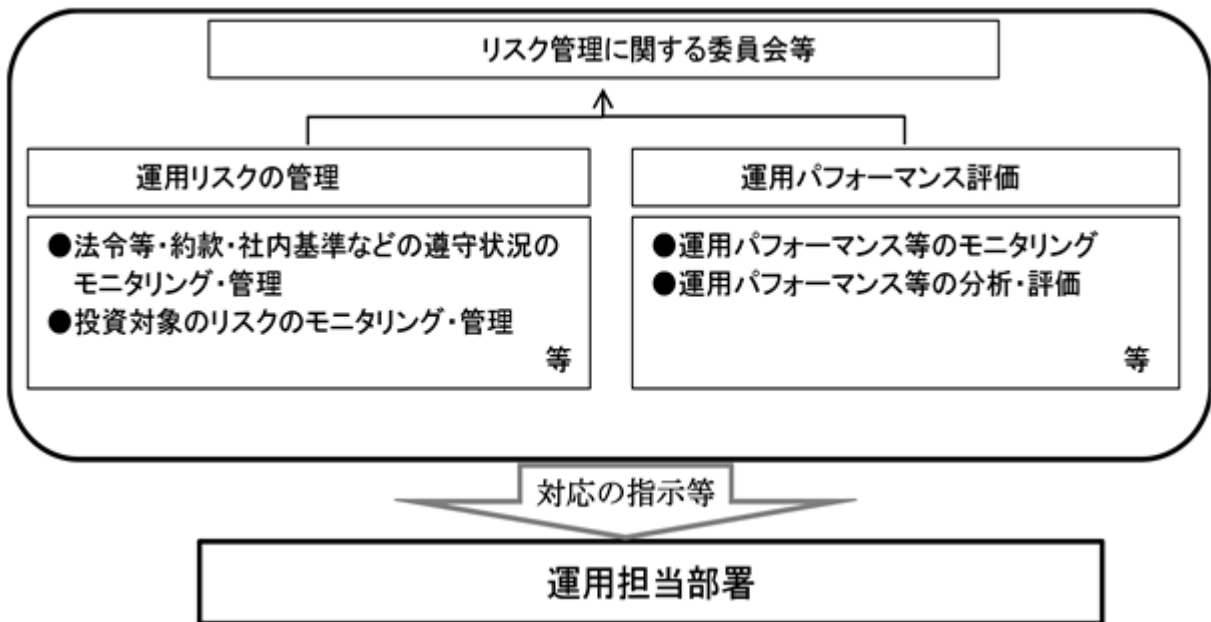 リスク管理に関する委員会等
運用リスクの管理
●法令等・約款・社内基準などの遵守状況の
モニタリング・管理
●投資対象のリスクのモニタリング・管理
等
運用パフォーマンス評価
●運用パフォーマンス等のモニタリング
●運用パフォーマンス等の分析・評価
等
対応の指示等
運用担当部署